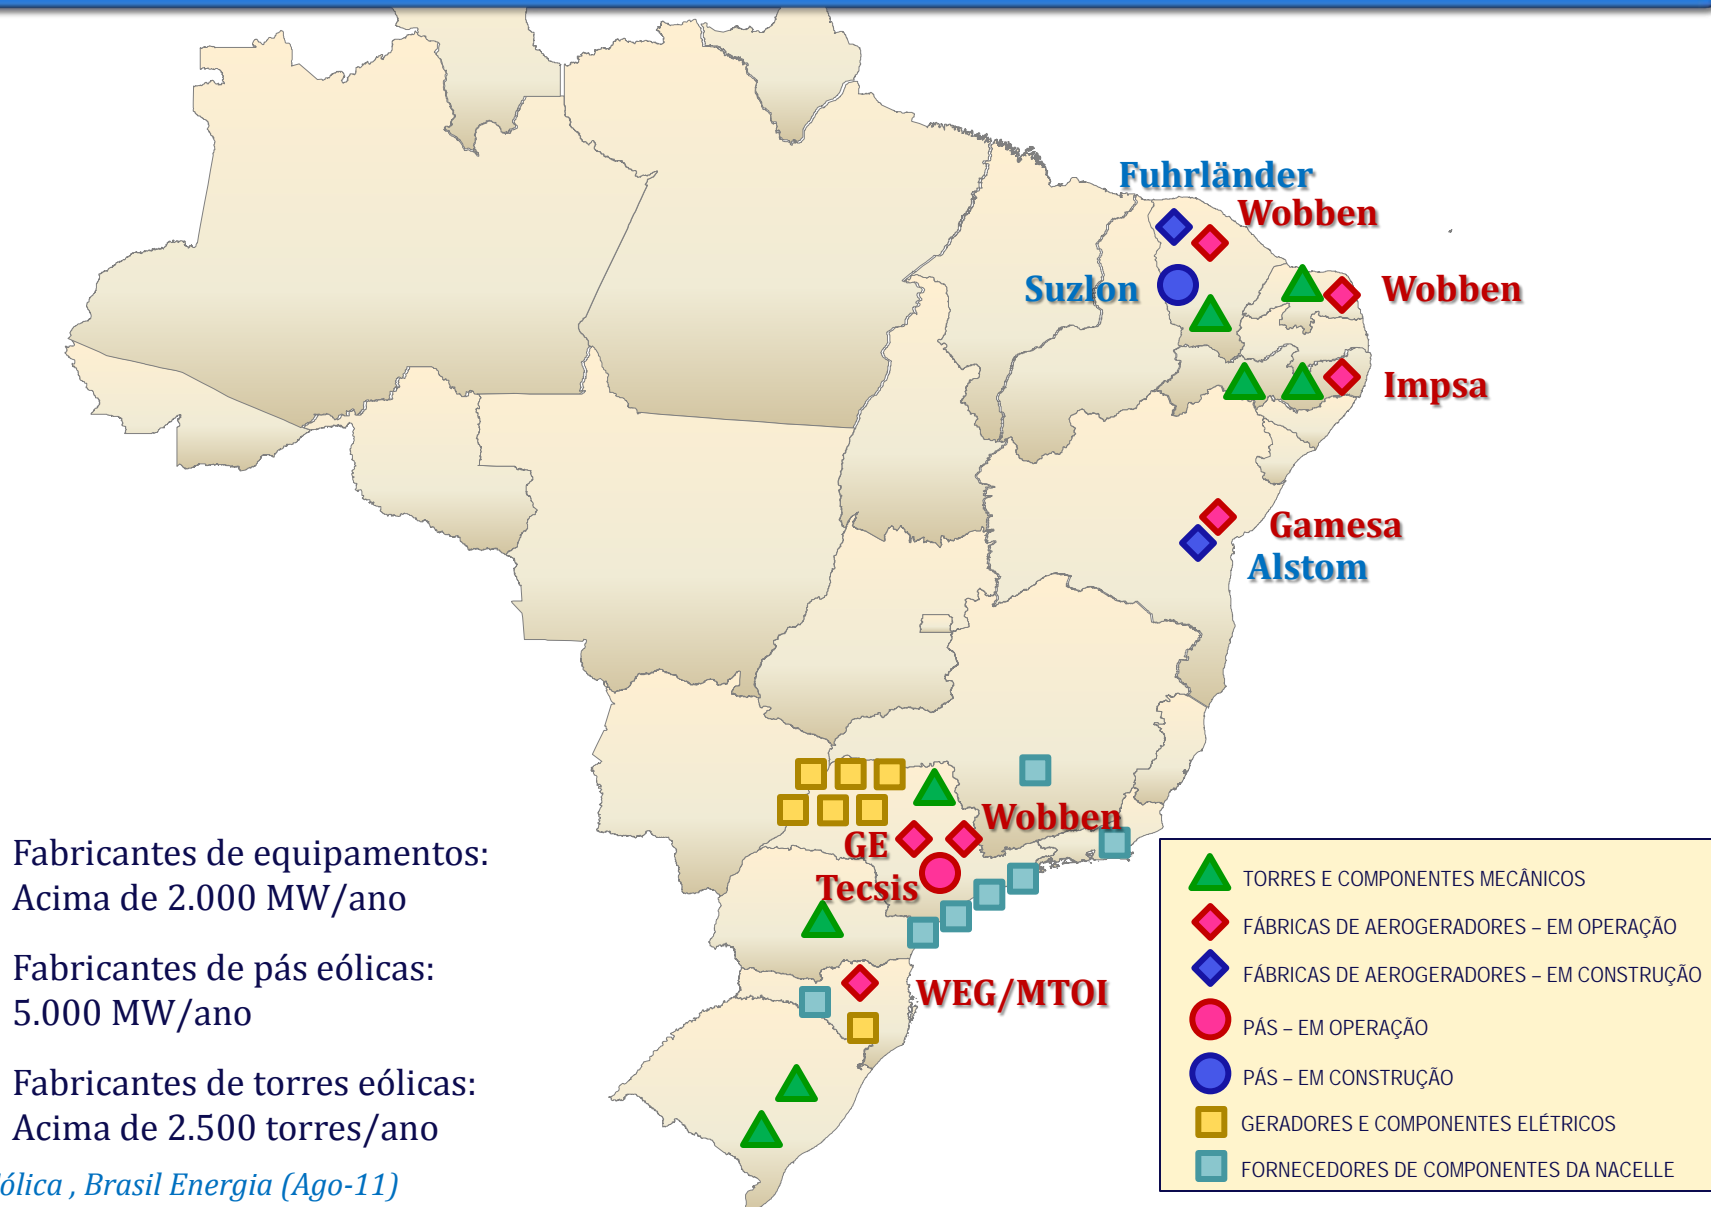 Fuhrländer
Wobben
Suzlon
Wobben
Impsa
Gamesa
Alstom
Wobben
GE
Tecsis
WEG/MTOI
Fabricantes de equipamentos:
Acima de 2.000 MW/ano
Fabricantes de pás eólicas:
5.000 MW/ano
Fabricantes de torres eólicas:
Acima de 2.500 torres/ano
, Brasil Energia (Ago-11)
TORRES E COMPONENTES MECÂNICOS
FÁBRICAS DE AEROGERADORES – EM OPERAÇÃO
FÁBRICAS DE AEROGERADORES – EM CONSTRUÇÃO
PÁS – EM OPERAÇÃO
PÁS – EM CONSTRUÇÃO
GERADORES E COMPONENTES ELÉTRICOS
FORNECEDORES DE COMPONENTES DA NACELLE